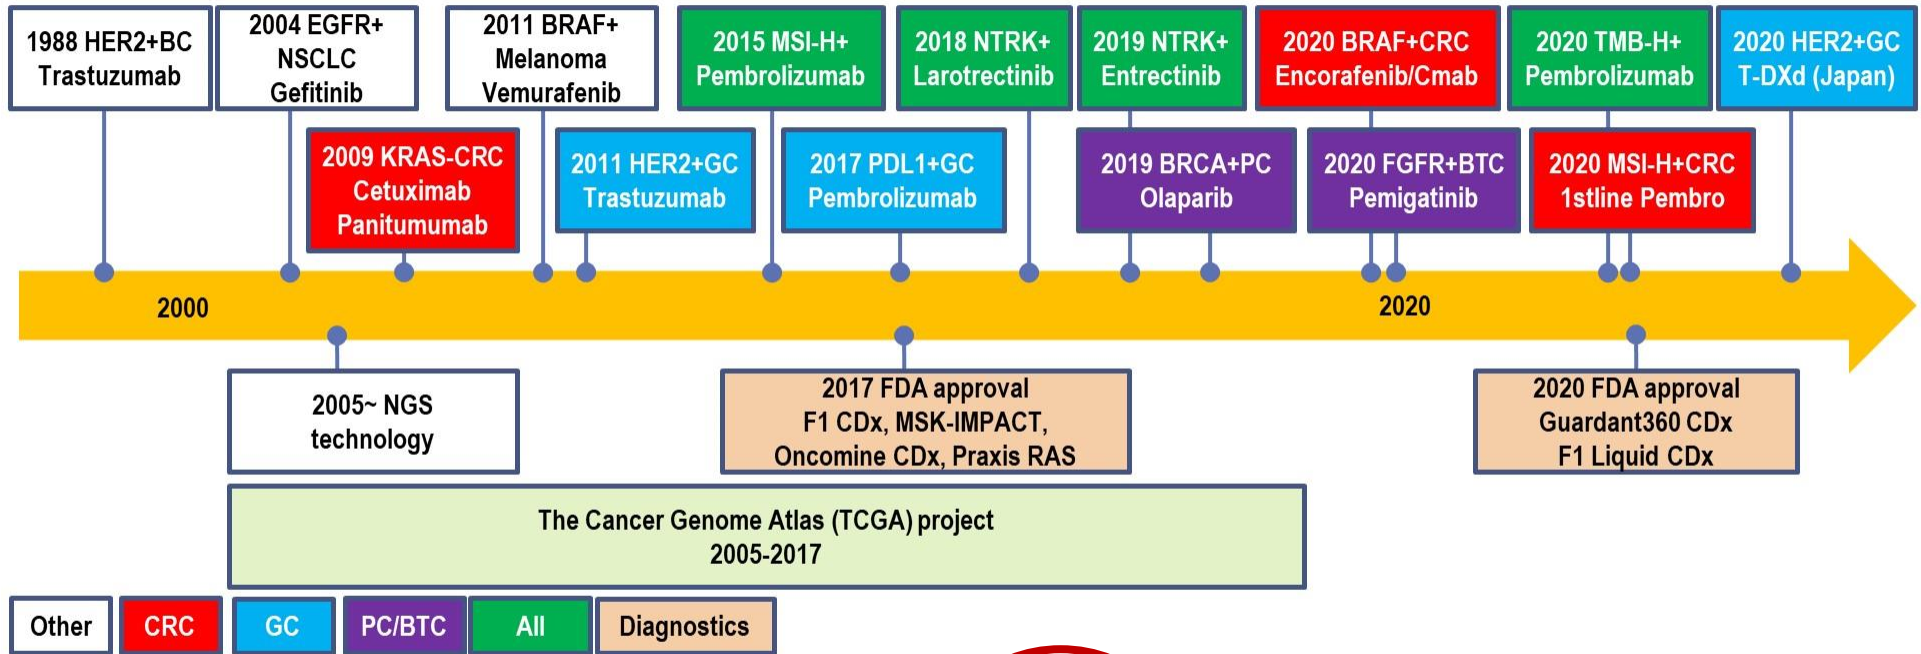 1988 HER2+BC
Trastuzumab
2004 EGFR+
NSCLC
Gefitinib
2011 BRAF+
Melanoma
Vemurafenib
2015 MSI-H+
Pembrolizumab
2018 NTRK+
Larotrectinib
2019 NTRK+
Entrectinib
2020 BRAF+CRC
Encorafenib/Cmab
2020 TMB-H+
Pembrolizumab
2020 HER2+GC
T-DXd (Japan)
2009 KRAS-CRC
Cetuximab
Panitumumab
2011 HER2+GC
Trastuzumab
2017 PDL1+GC
Pembrolizumab
2019 BRCA+PC
Olaparib
2020 FGFR+BTC
Pemigatinib
2020 MSI-H+CRC
1stline Pembro
2000
2020
2005~ NGS
technology
2017 FDA approval
F1 CDx, MSK-IMPACT,
Oncomine CDx, Praxis RAS
2020 FDA approval
Guardant360 CDx
F1 Liquid CDx
The Cancer Genome Atlas (TCGA) project
2005-2017
Other
CRC
GC
PC/BTC
All
Diagnostics